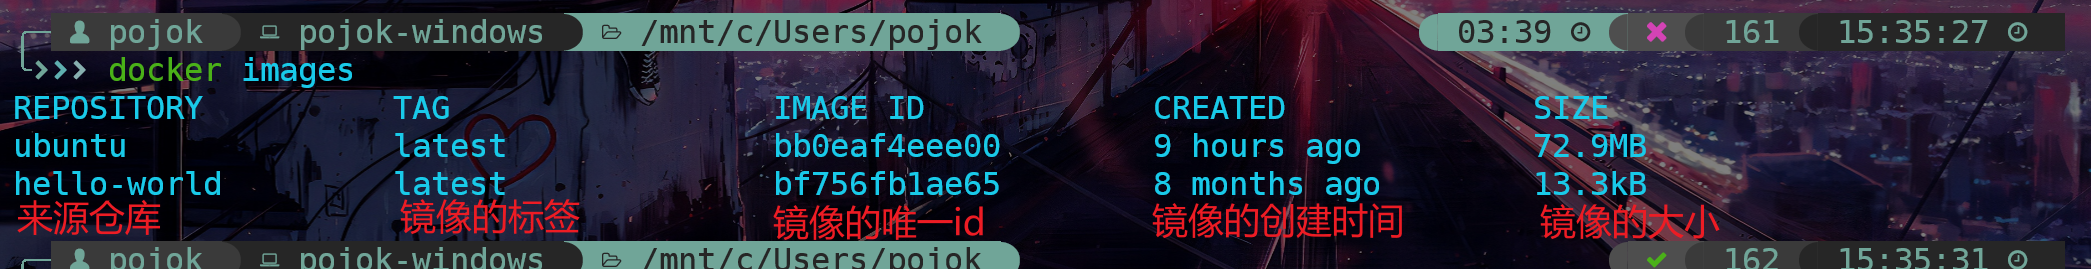 pojok pojok-windows /mnt/c/Users/pojok 03:39 161 15:35:27
>>> docker images
REPOSITORY TAG IMAGE ID CREATED SIZE
ubuntu latest bb0eaf4eee00 9 hours ago 72.9MB
hello-world latest bf756fb1ae65 8 months ago 13.3kB
来源仓库 镜像的标签 镜像的唯一id 镜像的创建时间 镜像的大小
pojok pojok-windows /mnt/c/Users/pojok 162 15:35:31